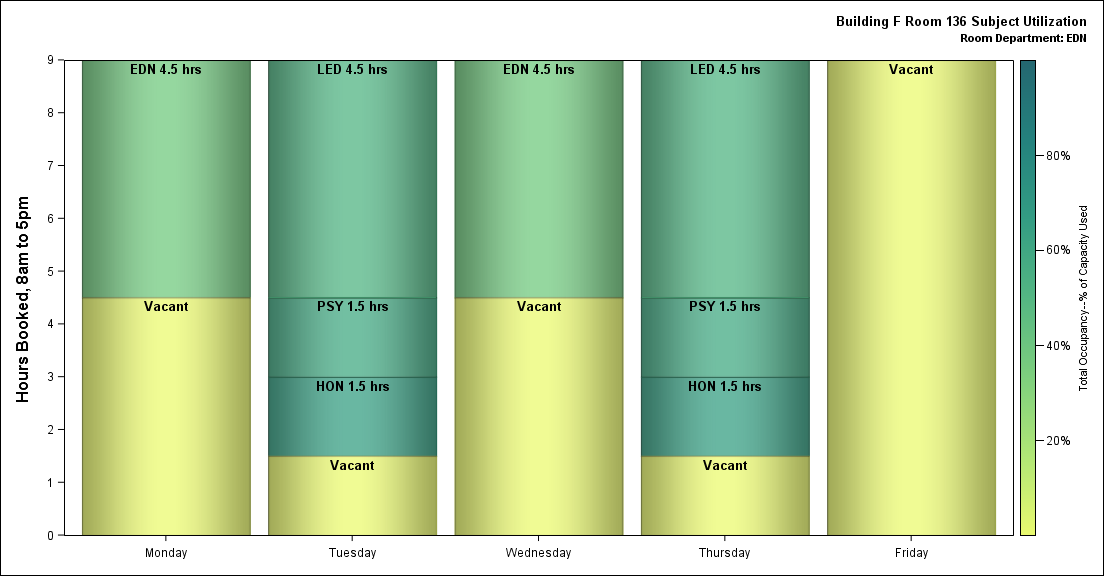 Building F Room 136 Subject Utilization
Room Department: EDN
Hours Booked, 8am to 5pm
9
8
7
6
5
4
3
2
1
0
EDN 4.5 hrs
Vacant
LED 4.5 hrs
PSY 1.5 hrs
HON 1.5 hrs
Vacant
EDN 4.5 hrs
Vacant
LED 4.5 hrs
PSY 1.5 hrs
HON 1.5 hrs
Vacant
Vacant
Monday
Tuesday
Wednesday
Thursday
Friday
80%
60%
40%
20%
Total Occupancy--% of Capacity Used